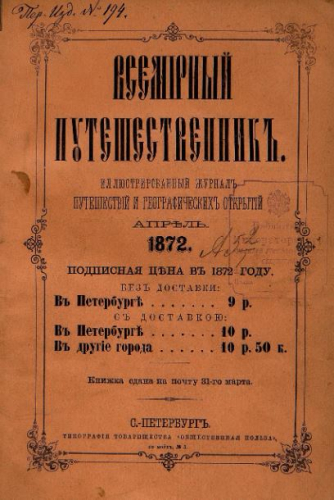 Пер. Изд. № 194.
ВСЕМІРНЫЙ
ПУТЕШЕСТВЕННИКЪ.
ИЛЛЮСТРИРОВАННЫЙ ЖУРНАЛЪ
ПУТЕШЕСТВІЙ И ГЕОГРАФИЧЕСКИХЪ ОТКРЫТІЙ
АПРѢЛЬ.
1872.
ПОДПИСНАЯ ЦѢНА ВЪ 1872 ГОДУ.
БЕЗЪ ДОСТАВКИ:
Въ Петербургѣ . . . . . . . 9 р.
СЪ ДОСТАВКОЮ:
Въ Петербургѣ . . . . . . 10 р.
Въ другіе города . . . . . 10 р. 50 к.
Книжка сдана на почту 31-го марта.
С.-ПЕТЕРБУРГЪ.
ТИПОГРАФІЯ ТОВАРИЩЕСТВА «ОБЩЕСТВЕННАЯ ПОЛЬЗА»